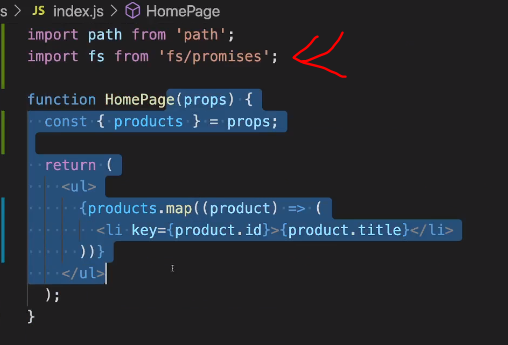 s > JS index.js > HomePage
import path from 'path';
import fs from 'fs/promises';
function HomePage(props) {
const { products } = props;
return (
<ul>
{products.map((product) => (
<li key={product.id}>{product.title}</li>
))}
</ul>
);
}